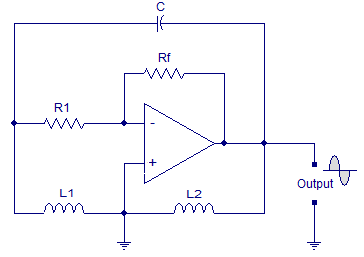 C
Rf
R1
-
+
L1
L2
Output